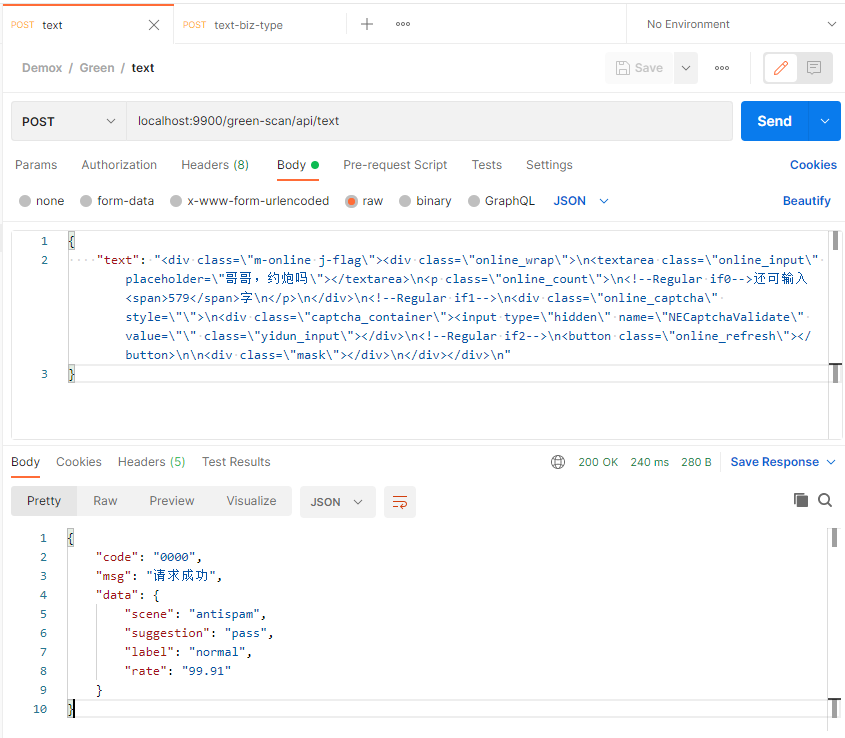 POST text
POST text-biz-type
No Environment
Demox / Green / text
Save
POST localhost:9900/green-scan/api/text Send
Params Authorization Headers (8) Body Pre-request Script Tests Settings Cookies
none form-data x-www-form-urlencoded raw binary GraphQL JSON Beautify
1 {
2 ····"text": "<div class=\"m-online j-flag\"><div class=\"online_wrap\">\n<textarea class=\"online_input\"
placeholder=\"哥哥，约炮吗\"></textarea>\n<p class=\"online_count\">\n<!--Regular if0-->还可输入
<span>579</span>字\n</p>\n</div>\n<!--Regular if1-->\n<div class=\"online_captcha\"
style=\"\">\n<div class=\"captcha_container\"><input type=\"hidden\" name=\"NECaptchaValidate\"
value=\"\" class=\"yidun_input\"></div>\n<!--Regular if2-->\n<button class=\"online_refresh\"></
button>\n\n<div class=\"mask\"></div>\n</div></div>\n"
3 }
Body Cookies Headers (5) Test Results 200 OK 240 ms 280 B Save Response
Pretty Raw Preview Visualize JSON
1 {
2 "code": "0000",
3 "msg": "请求成功",
4 "data": {
5 "scene": "antispam",
6 "suggestion": "pass",
7 "label": "normal",
8 "rate": "99.91"
9 }
10 }